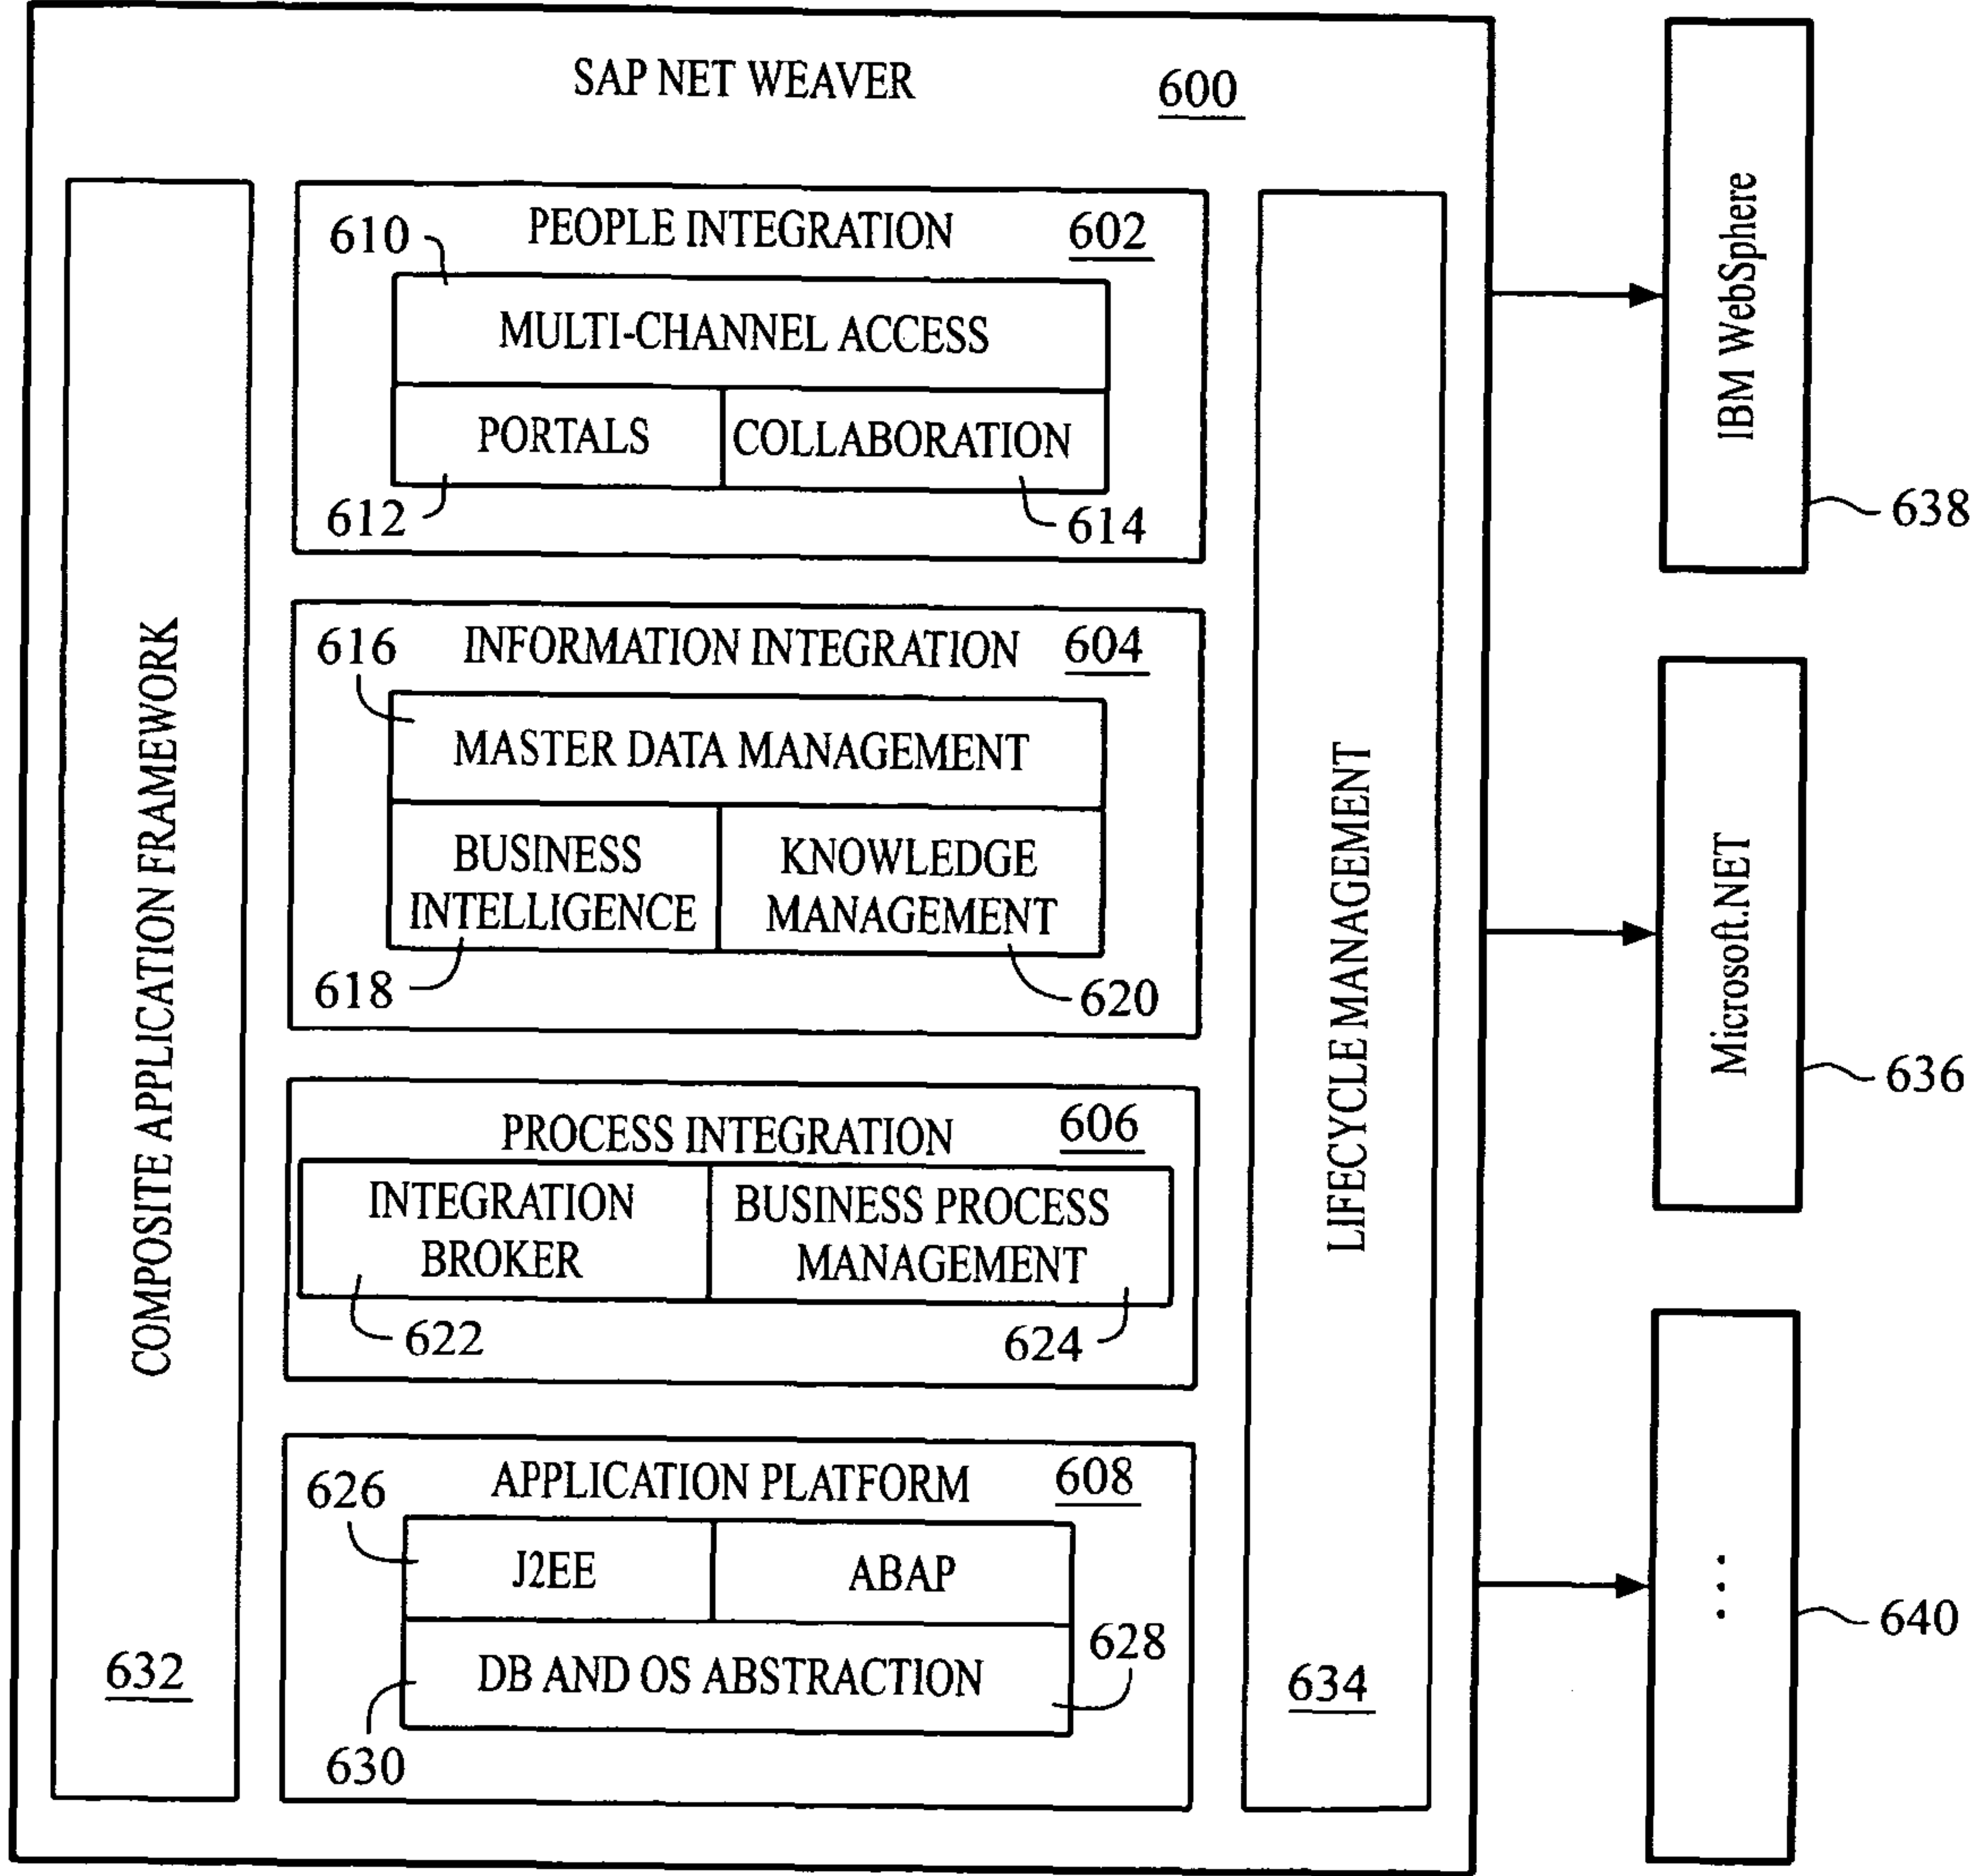 SAP NET WEAVER 600
COMPOSITE APPLICATION FRAMEWORK
632
610 PEOPLE INTEGRATION 602
MULTI-CHANNEL ACCESS
PORTALS COLLABORATION
612 614
616 INFORMATION INTEGRATION 604
MASTER DATA MANAGEMENT
BUSINESS
INTELLIGENCE
KNOWLEDGE
MANAGEMENT
618 620
PROCESS INTEGRATION 606
INTEGRATION
BROKER
BUSINESS PROCESS
MANAGEMENT
622 624
626 APPLICATION PLATFORM 608
J2EE ABAP
628
DB AND OS ABSTRACTION
630
LIFECYCLE MANAGEMENT
634
IBM WebSphere
638
Microsoft.NET
636
...
640